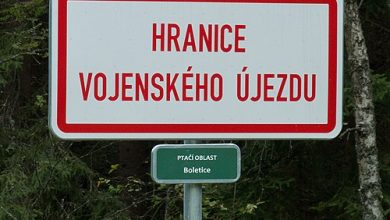 HRANICE
VOJENSKÉHO ÚJEZDU
PTAČÍ OBLAST
Boletice